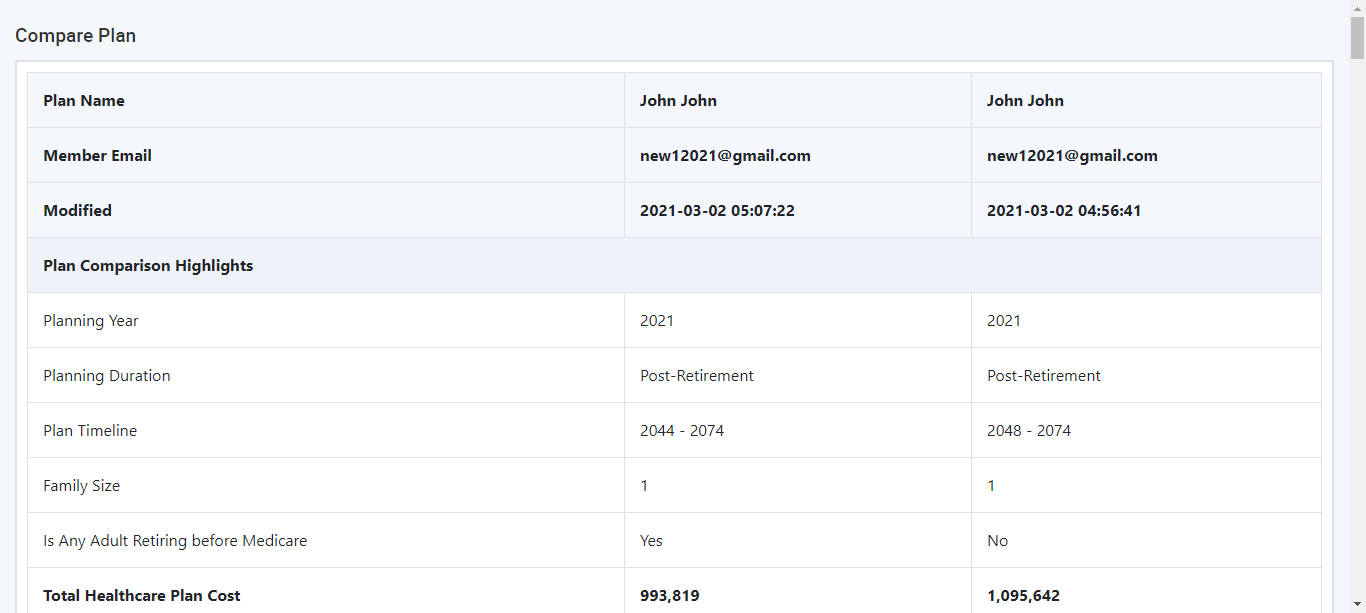 Compare Plan
Plan Name John John John John
Member Email new12021@gmail.com new12021@gmail.com
Modified 2021-03-02 05:07:22 2021-03-02 04:56:41
Plan Comparison Highlights
Planning Year 2021 2021
Planning Duration Post-Retirement Post-Retirement
Plan Timeline 2044 - 2074 2048 - 2074
Family Size 1 1
Is Any Adult Retiring before Medicare Yes No
Total Healthcare Plan Cost 993,819 1,095,642